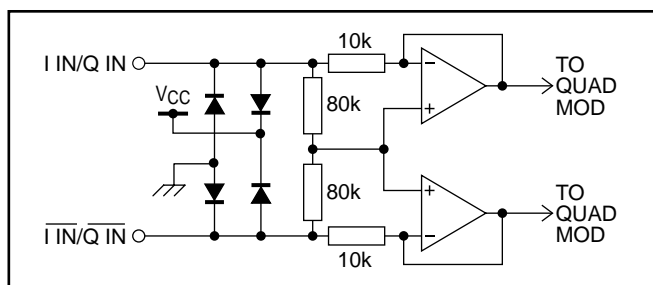 I IN/Q IN
10k
−
+
TO
QUAD
MOD
VCC
80k
80k
+
−
TO
QUAD
MOD
I IN/Q IN
10k